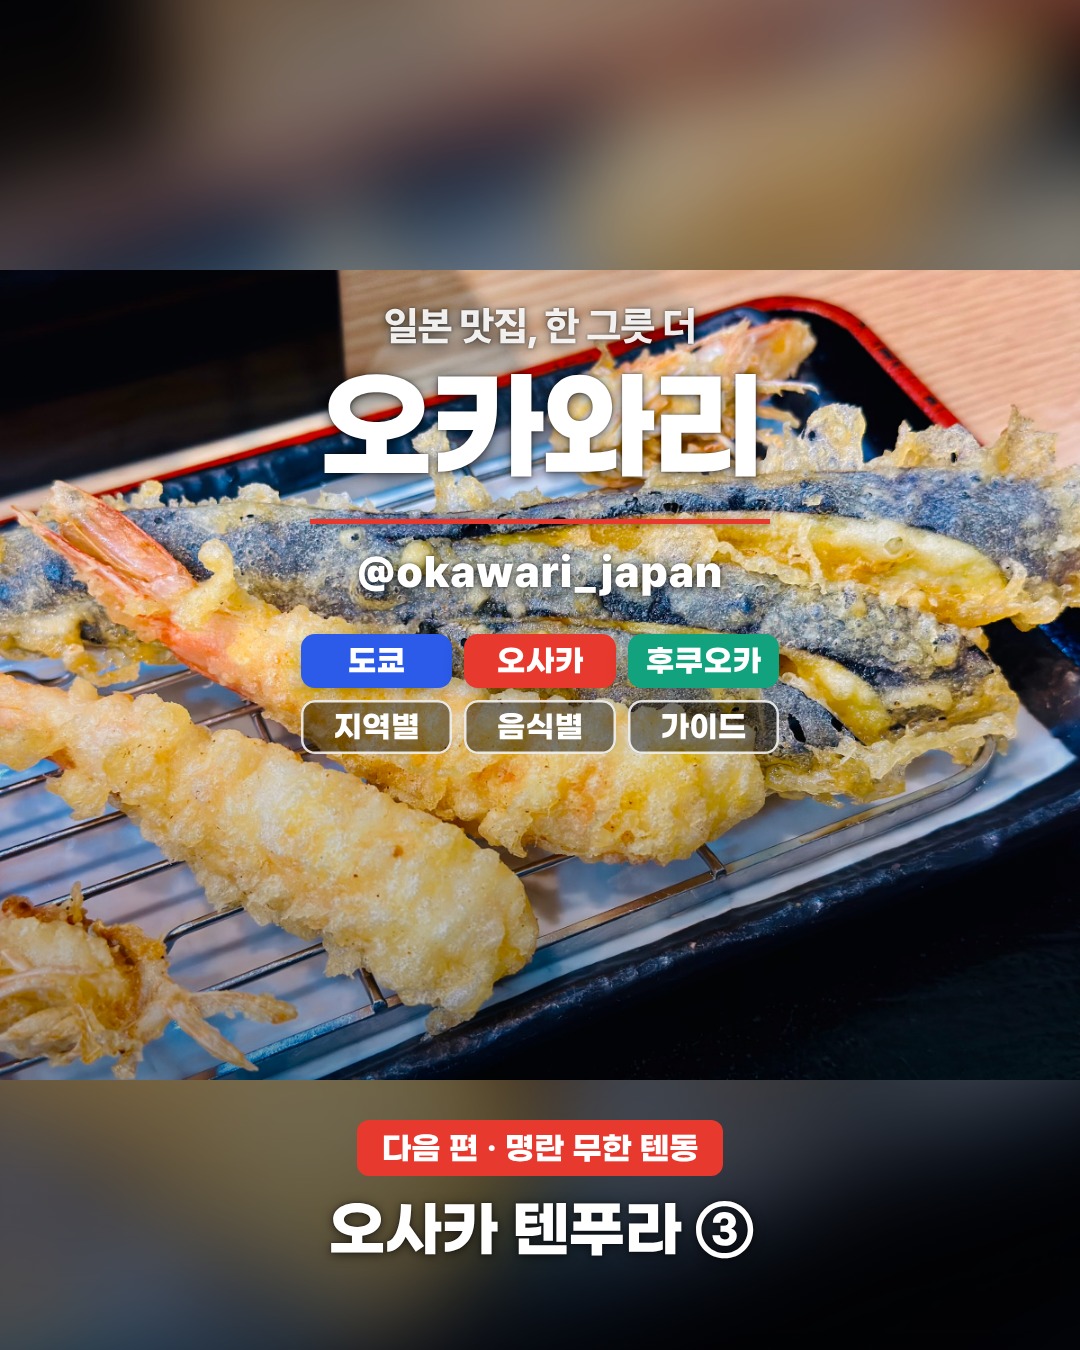 일본 맛집, 한 그릇 더
오카와리
@okawari_japan
도쿄 오사카 후쿠오카
지역별 음식별 가이드
다음 편 · 명란 무한 텐동
오사카 텐푸라 ③